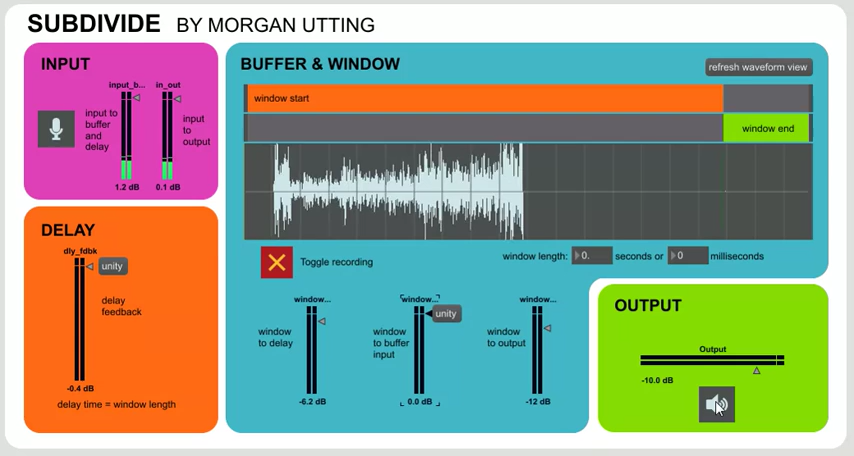 SUBDIVIDE BY MORGAN UTTING
INPUT
input_b...
in_out
input to
buffer
and
delay
input
to
output
1.2 dB
0.1 dB
DELAY
dly_fdbk
unity
delay
feedback
-0.4 dB
delay time = window length
BUFFER & WINDOW
refresh waveform view
window start
window end
Toggle recording
window length: 0. seconds or 0 milliseconds
window...
window
to delay
-6.2 dB
window...
unity
window
to buffer
input
0.0 dB
window...
window
to output
-12 dB
OUTPUT
Output
-10.0 dB